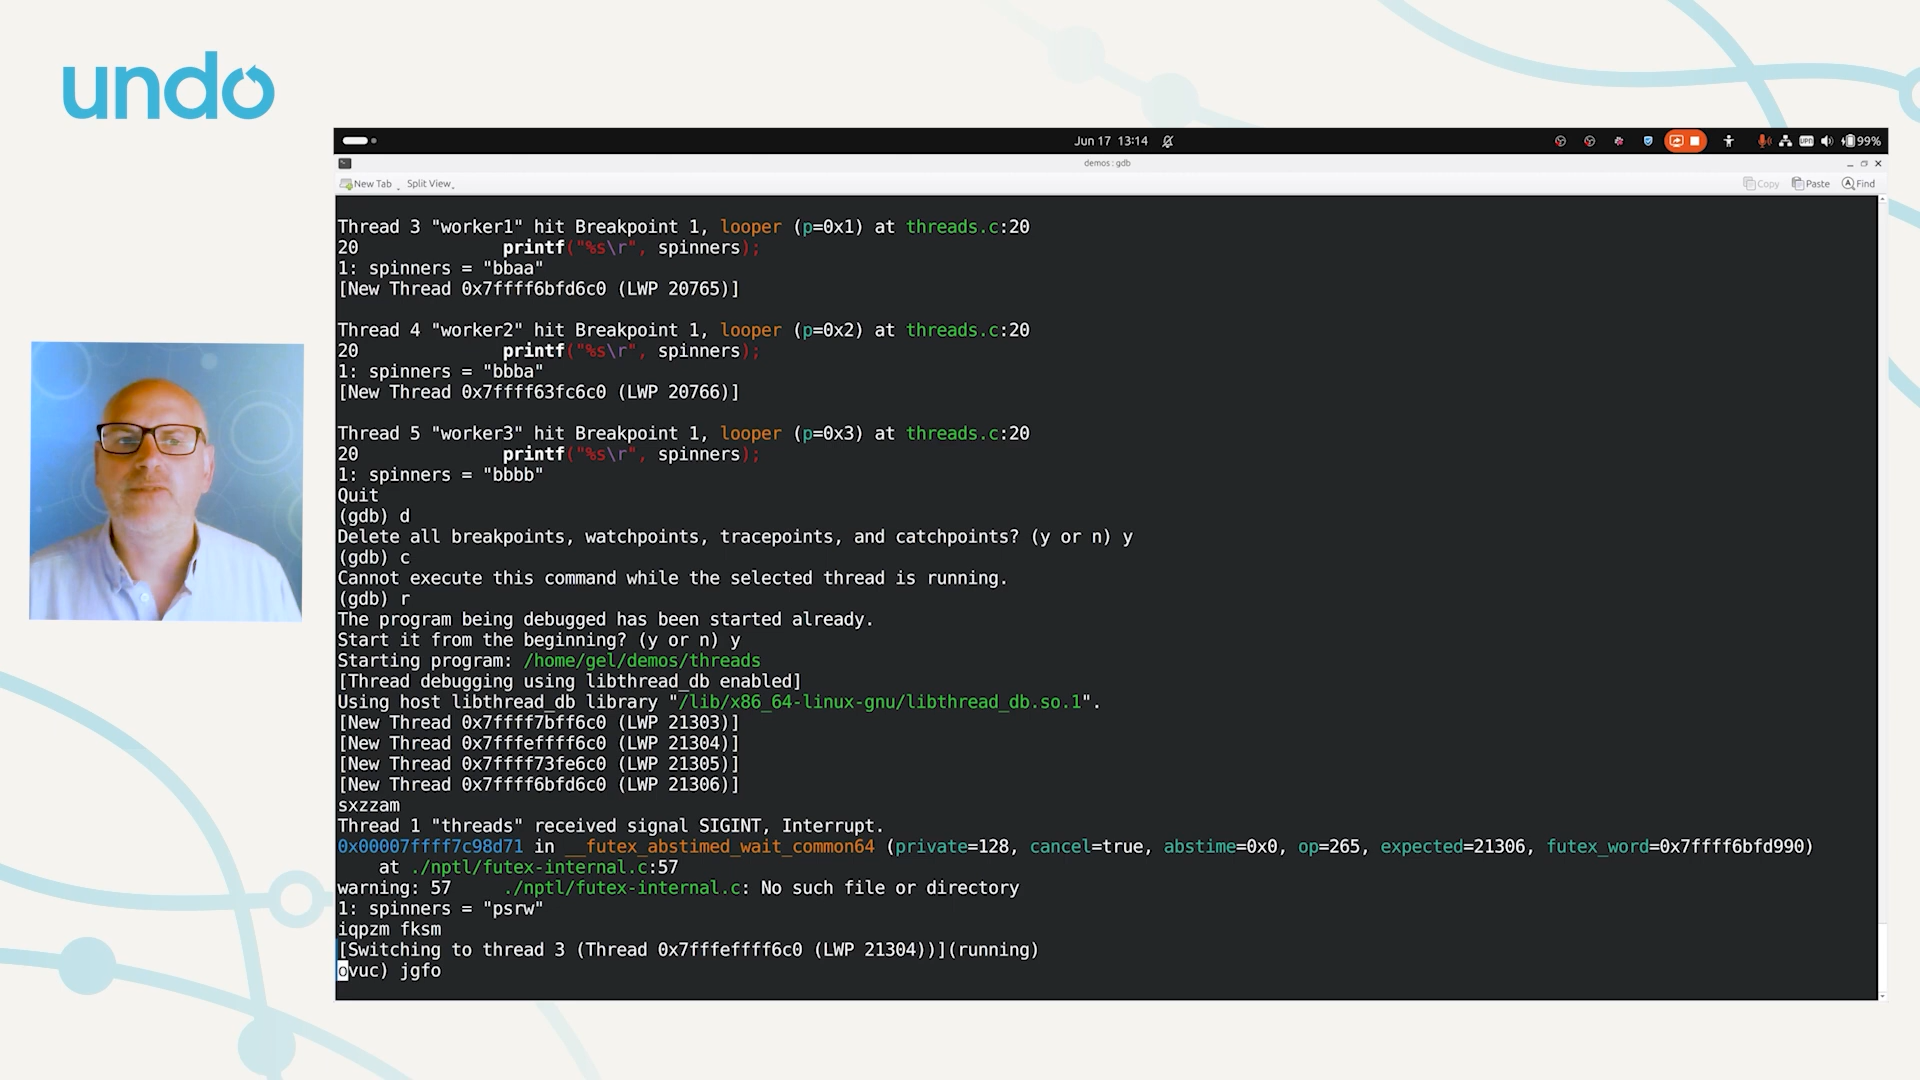 undo
Jun 17 13:14
99%
demos : gdb
New Tab Split View
Copy Paste Find
Thread 3 "worker1" hit Breakpoint 1, looper (p=0x1) at threads.c:20
20 printf("%s\r", spinners);
1: spinners = "bbaa"
[New Thread 0x7ffff6bfd6c0 (LWP 20765)]
Thread 4 "worker2" hit Breakpoint 1, looper (p=0x2) at threads.c:20
20 printf("%s\r", spinners);
1: spinners = "bbba"
[New Thread 0x7ffff63fc6c0 (LWP 20766)]
Thread 5 "worker3" hit Breakpoint 1, looper (p=0x3) at threads.c:20
20 printf("%s\r", spinners);
1: spinners = "bbbb"
Quit
(gdb) d
Delete all breakpoints, watchpoints, tracepoints, and catchpoints? (y or n) y
(gdb) c
Cannot execute this command while the selected thread is running.
(gdb) r
The program being debugged has been started already.
Start it from the beginning? (y or n) y
Starting program: /home/gel/demos/threads
[Thread debugging using libthread_db enabled]
Using host libthread_db library "/lib/x86_64-linux-gnu/libthread_db.so.1".
[New Thread 0x7ffff7bff6c0 (LWP 21303)]
[New Thread 0x7fffeffff6c0 (LWP 21304)]
[New Thread 0x7ffff73fe6c0 (LWP 21305)]
[New Thread 0x7ffff6bfd6c0 (LWP 21306)]
sxzzam
Thread 1 "threads" received signal SIGINT, Interrupt.
0x00007ffff7c98d71 in __futex_abstimed_wait_common64 (private=128, cancel=true, abstime=0x0, op=265, expected=21306, futex_word=0x7ffff6bfd990)
at ./nptl/futex-internal.c:57
warning: 57 ./nptl/futex-internal.c: No such file or directory
1: spinners = "psrw"
iqpzm fksm
[Switching to thread 3 (Thread 0x7fffeffff6c0 (LWP 21304))](running)
ovuc) jgfo